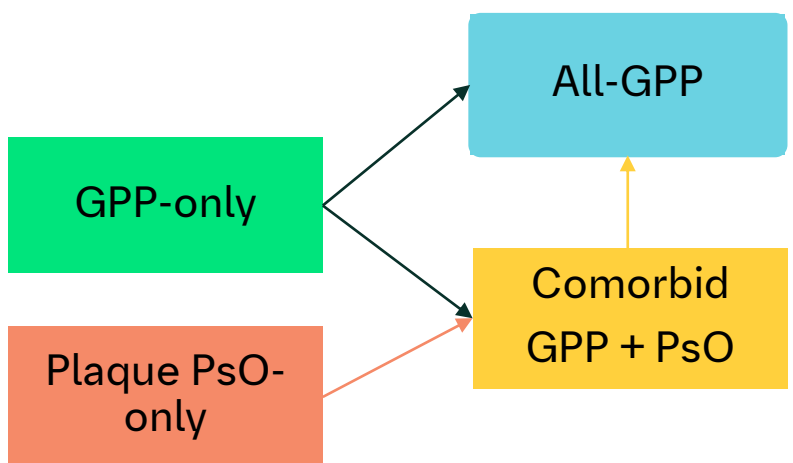 All-GPP
GPP-only
Comorbid
GPP + PsO
Plaque PsO-
only